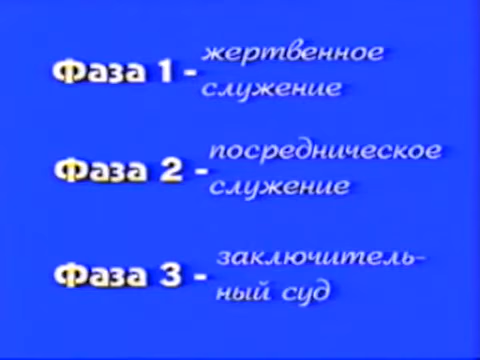 жертвенное
Фаза 1 -
служение
посредническое
Фаза 2 -
служение
заключитель-
Фаза 3 -
ный суд